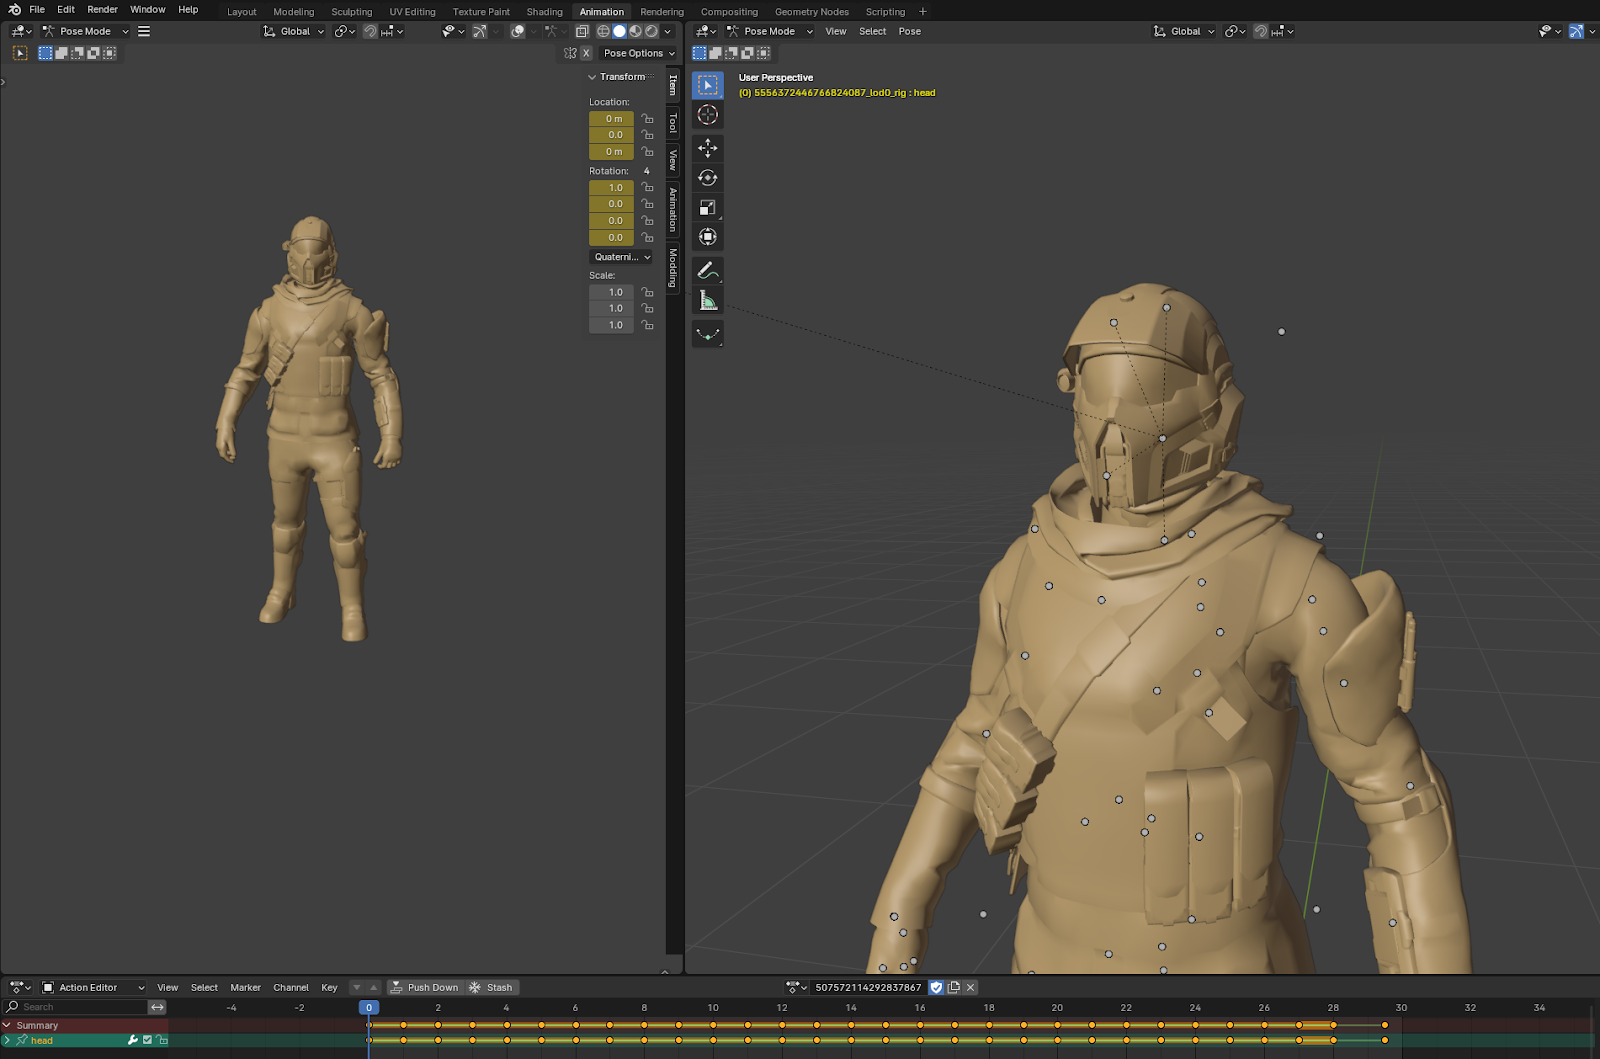 File Edit Render Window Help Layout Modeling Sculpting UV Editing Texture Paint Shading Animation Rendering Compositing Geometry Nodes Scripting +
Pose Mode Global
X Pose Options
Transform
Location:
0 m
0.0
0 m
Rotation: 4
1.0
0.0
0.0
0.0
Quaterni...
Scale:
1.0
1.0
1.0
Item
Tool
View
Animation
Modding
Pose Mode View Select Pose Global
User Perspective
(0) 5556372446766824087_lod0_rig : head
Action Editor View Select Marker Channel Key Push Down Stash 507572114292837867
Search -4 -2 0 2 4 6 8 10 12 14 16 18 20 22 24 26 28 30 32 34
Summary
head